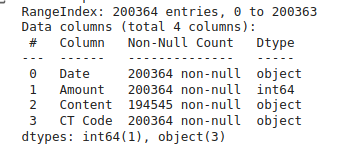 RangeIndex: 200364 entries, 0 to 200363
Data columns (total 4 columns):
 #   Column   Non-Null Count   Dtype
---  ------   --------------   -----
 0   Date     200364 non-null  object
 1   Amount   200364 non-null  int64
 2   Content  194545 non-null  object
 3   CT Code  200364 non-null  object
dtypes: int64(1), object(3)